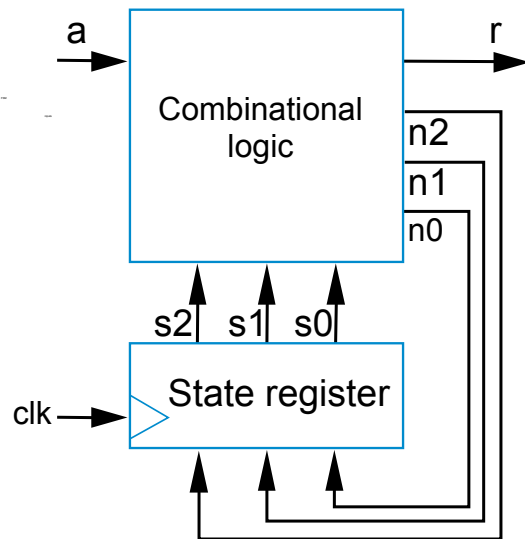 a
r
Combinational
logic
n2
n1
n0
s2 s1 s0
State register
clk